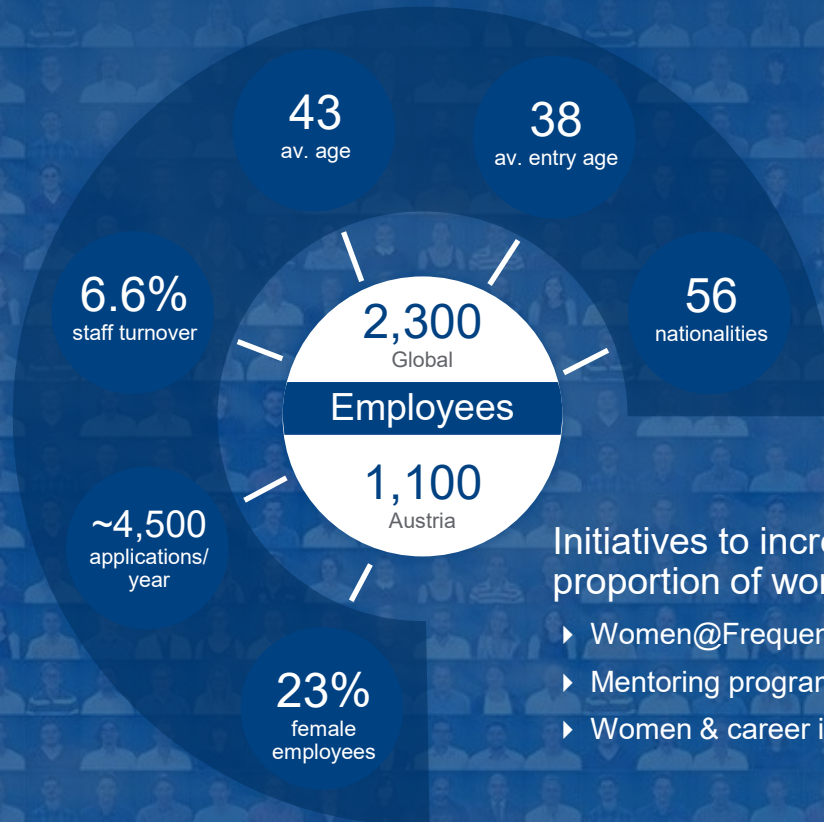 43
av. age
38
av. entry age
6.6%
staff turnover
56
nationalities
2,300
Global
Employees
1,100
Austria
~4,500
applications/
year
23%
female
employees
Initiatives to incre
proportion of wo
Women@Frequen
Mentoring progra
Women & career i